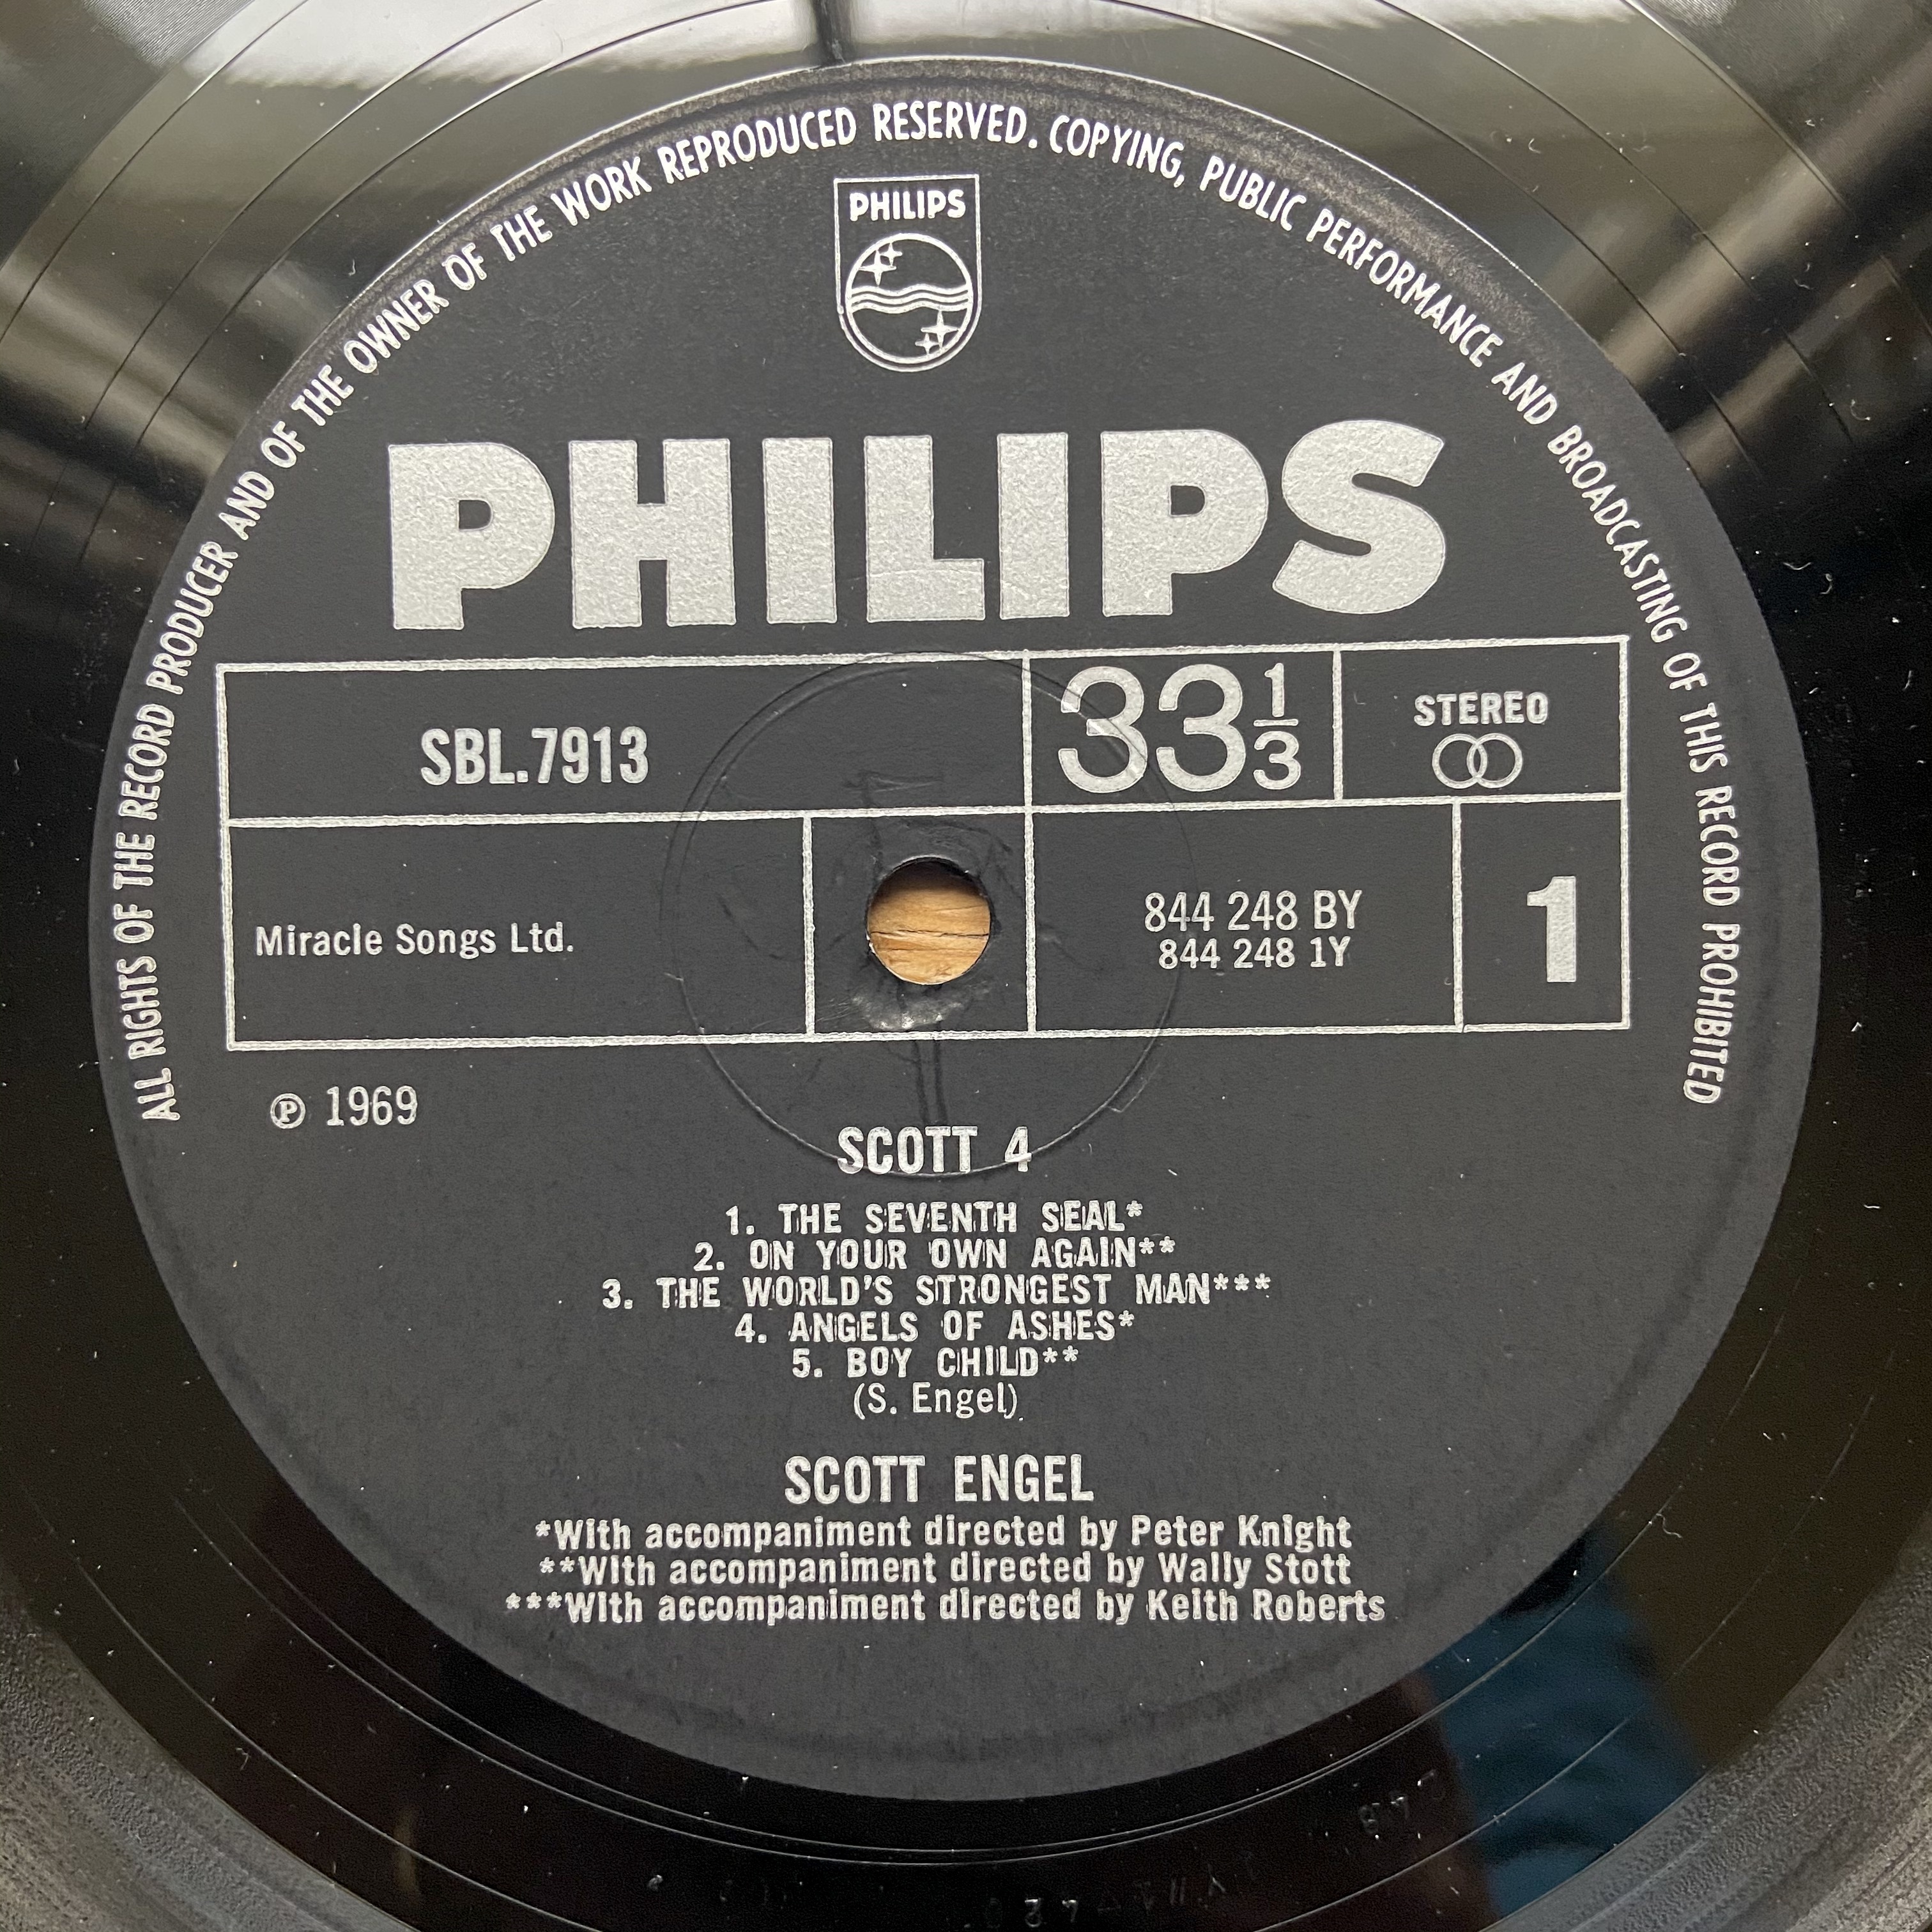 ALL RIGHTS OF THE RECORD PRODUCER AND OF THE OWNER OF THE WORK REPRODUCED RESERVED. COPYING, PUBLIC PERFORMANCE AND BROADCASTING OF THIS RECORD PROHIBITED
PHILIPS
PHILIPS
SBL.7913
33 1/3
STEREO
Miracle Songs Ltd.
844 248 BY
844 248 1Y
1
℗ 1969
SCOTT 4
1. THE SEVENTH SEAL*
2. ON YOUR OWN AGAIN**
3. THE WORLD'S STRONGEST MAN***
4. ANGELS OF ASHES*
5. BOY CHILD**
(S. Engel)
SCOTT ENGEL
*With accompaniment directed by Peter Knight
**With accompaniment directed by Wally Stott
***With accompaniment directed by Keith Roberts